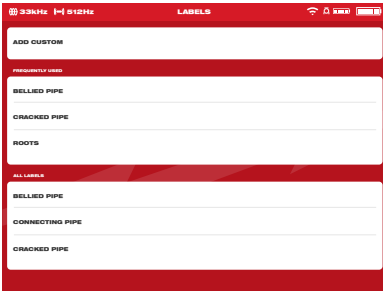 33kHz 512Hz LABELS
ADD CUSTOM
FREQUENTLY USED
BELLIED PIPE
CRACKED PIPE
ROOTS
ALL LABELS
BELLIED PIPE
CONNECTING PIPE
CRACKED PIPE